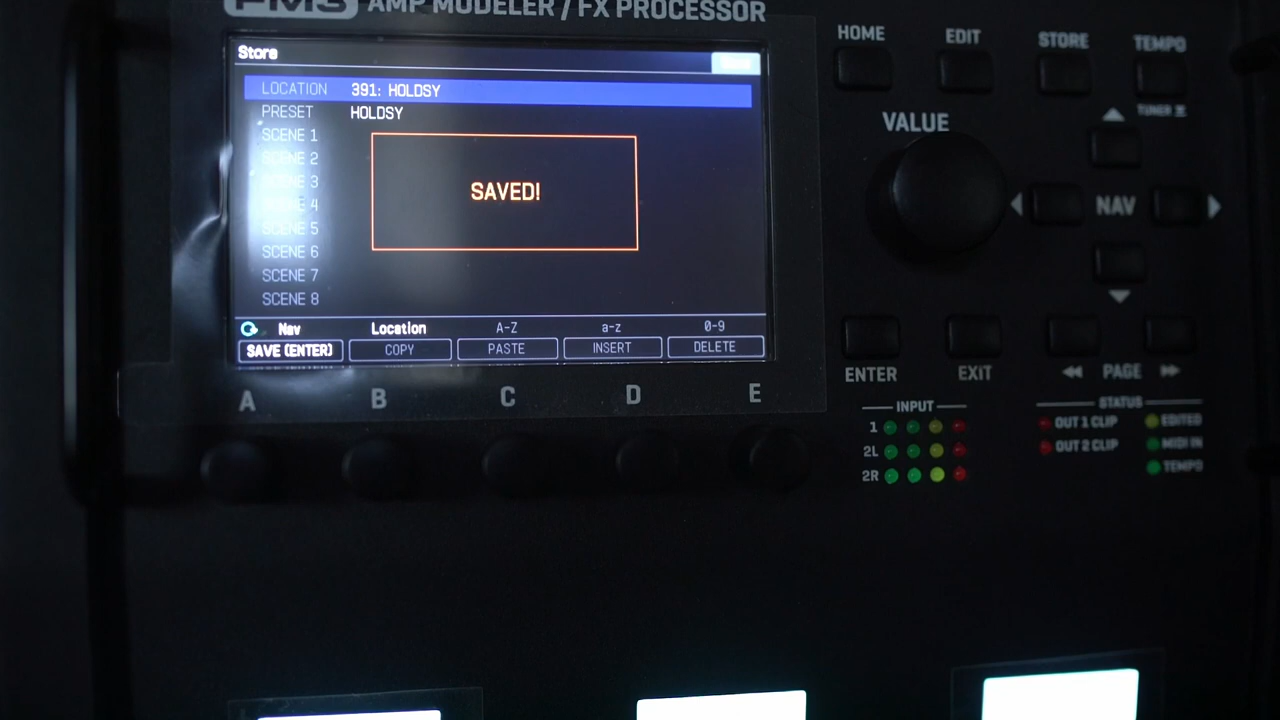 FM3 AMP MODELER / FX PROCESSOR
Store
LOCATION 391: HOLDSY
PRESET HOLDSY
SCENE 1
SCENE 2
SCENE 3
SCENE 4
SCENE 5
SCENE 6
SCENE 7
SCENE 8
SAVED!
Nav Location A-Z a-z 0-9
SAVE (ENTER) COPY PASTE INSERT DELETE
A B C D E
HOME EDIT STORE TEMPO
TUNER
VALUE
NAV
ENTER EXIT PAGE
INPUT
1
2L
2R
STATUS
OUT 1 CLIP EDITED
OUT 2 CLIP MIDI IN
TEMPO